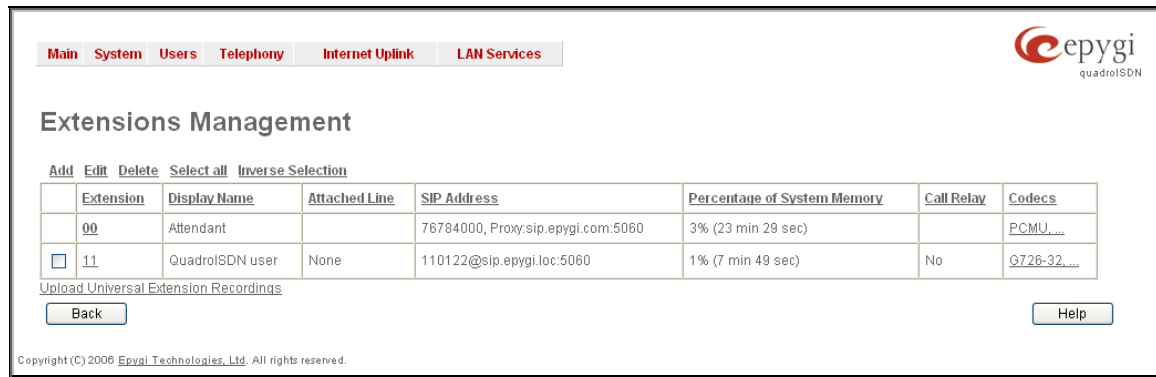 Main System Users Telephony Internet Uplink LAN Services
epygi
quadroISDN
Extensions Management
Add Edit Delete Select all Inverse Selection
Extension Display Name Attached Line SIP Address Percentage of System Memory Call Relay Codecs
00 Attendant 76784000, Proxy:sip.epygi.com:5060 3% (23 min 29 sec) PCMU, ...
11 QuadroISDN user None 110122@sip.epygi.loc:5060 1% (7 min 49 sec) No G726-32, ...
Upload Universal Extension Recordings
Back Help
Copyright (C) 2006 Epygi Technologies, Ltd. All rights reserved.